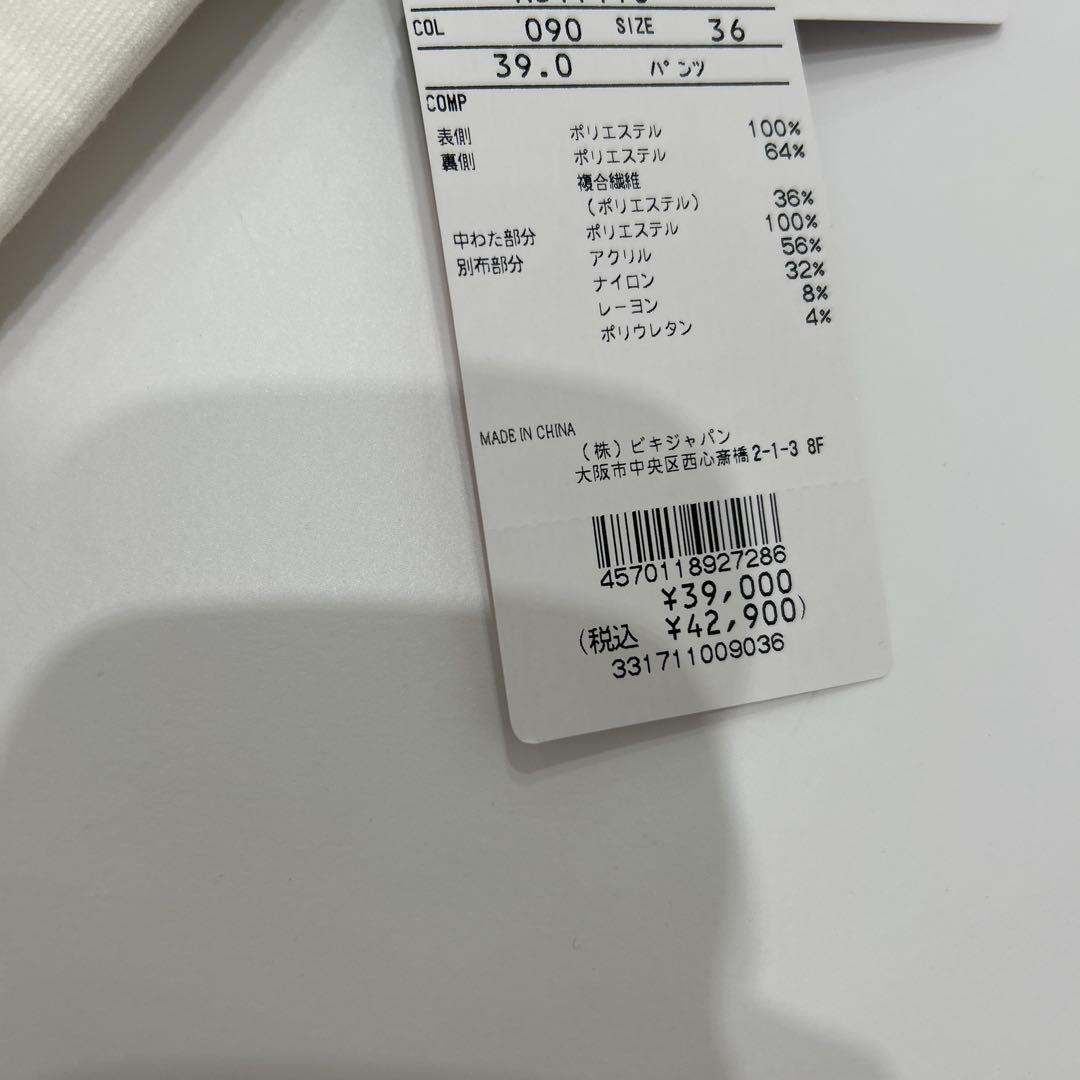 COL 090 SIZE 36
39.0 パンツ
COMP
表側 ポリエステル 100%
裏側 ポリエステル 64%
複合繊維
(ポリエステル) 36%
中わた部分 ポリエステル 100%
別布部分 アクリル 56%
ナイロン 32%
レーヨン 8%
ポリウレタン 4%
MADE IN CHINA
(株)ビキジャパン
大阪市中央区西心斎橋2-1-3 8F
4570118927286
¥39,000
(税込 ¥42,900)
331711009036